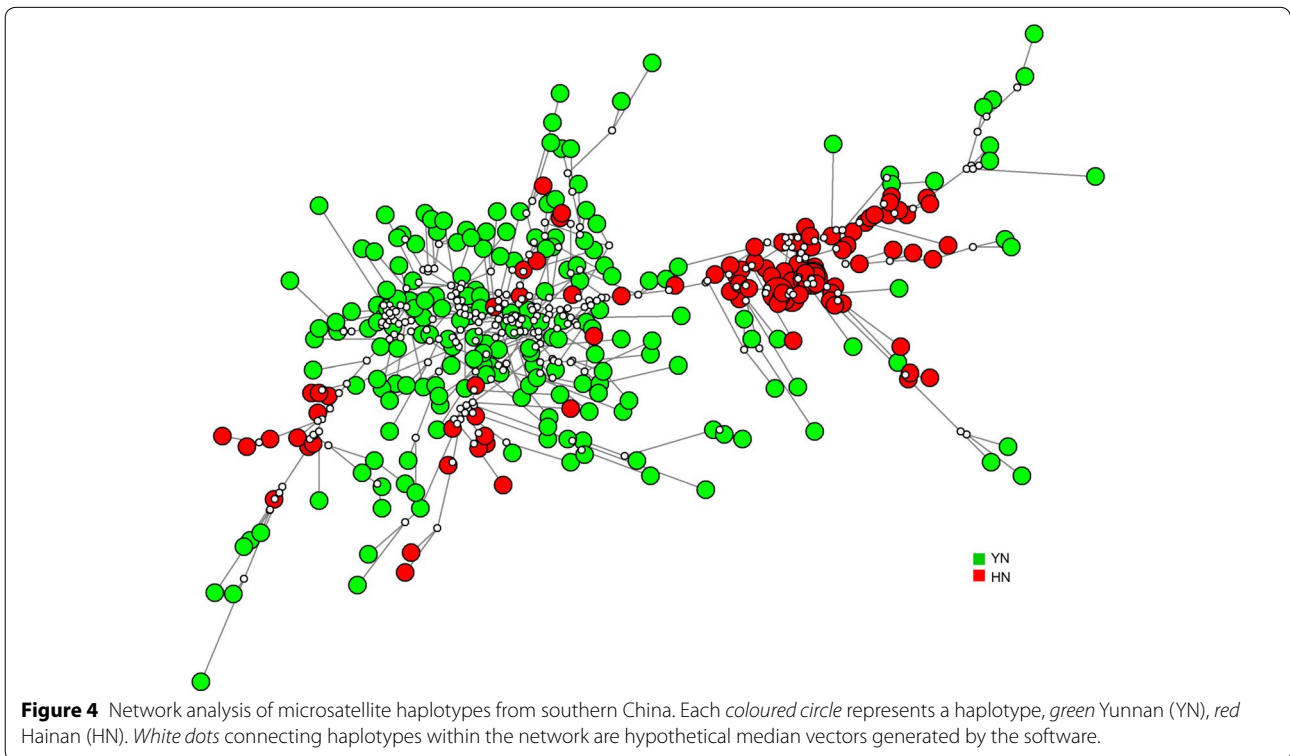 YN
HN
Figure 4 Network analysis of microsatellite haplotypes from southern China. Each coloured circle represents a haplotype, green Yunnan (YN), red
Hainan (HN). White dots connecting haplotypes within the network are hypothetical median vectors generated by the software.